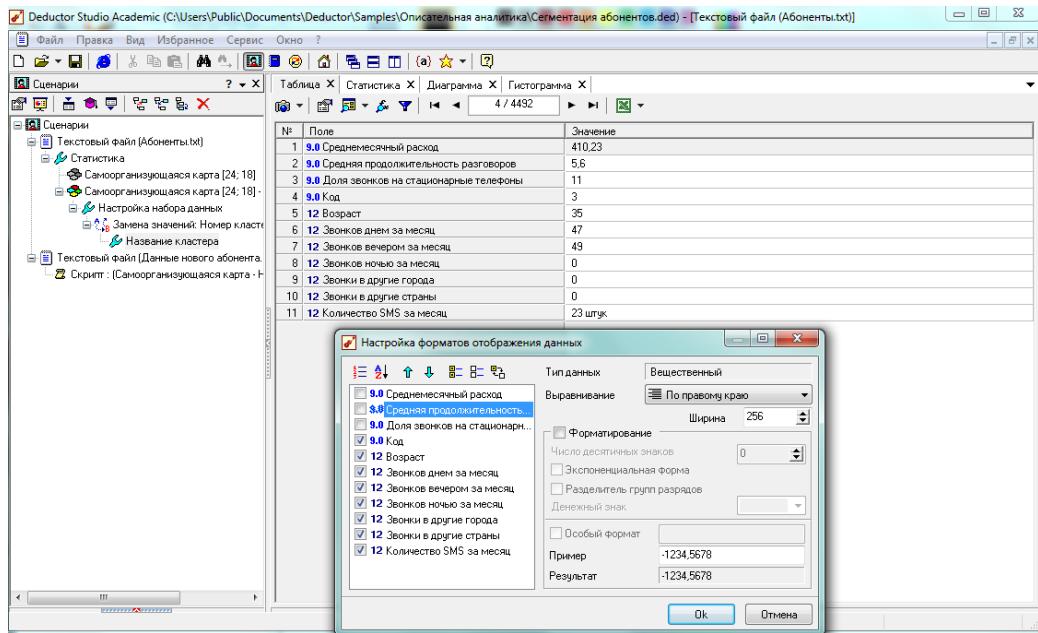 Deductor Studio Academic (C:\Users\Public\Documents\Deductor\Samples\Описательная аналитика\Сегментация абонентов.ded) - [Текстовый файл (Абоненты.txt)]
Файл Правка Вид Избранное Сервис Окно ?
Сценарии
Таблица X Статистика X Диаграмма X Гистограмма X
4 / 4492
Сценарии
Текстовый файл (Абоненты.txt)
Статистика
Самоорганизующаяся карта [24; 18]
Самоорганизующаяся карта [24; 18] -
Настройка набора данных
Замена значений: Номер класте
Название кластера
Текстовый файл (Данные нового абонента.
Скрипт : (Самоорганизующаяся карта - Н
№ Поле Значение
1 9.0 Среднемесячный расход 410,23
2 9.0 Средняя продолжительность разговоров 5,6
3 9.0 Доля звонков на стационарные телефоны 11
4 9.0 Код 3
5 12 Возраст 35
6 12 Звонков днем за месяц 47
7 12 Звонков вечером за месяц 49
8 12 Звонков ночью за месяц 0
9 12 Звонки в другие города 0
10 12 Звонки в другие страны 0
11 12 Количество SMS за месяц 23 штук
Настройка форматов отображения данных
9.0 Среднемесячный расход
9.0 Средняя продолжительность...
9.0 Доля звонков на стационарн...
9.0 Код
12 Возраст
12 Звонков днем за месяц
12 Звонков вечером за месяц
12 Звонков ночью за месяц
12 Звонки в другие города
12 Звонки в другие страны
12 Количество SMS за месяц
Тип данных Вещественный
Выравнивание По правому краю
Ширина 256
Форматирование
Число десятичных знаков 0
Экспоненциальная форма
Разделитель групп разрядов
Денежный знак
Особый формат
Пример -1234,5678
Результат -1234,5678
Ok Отмена